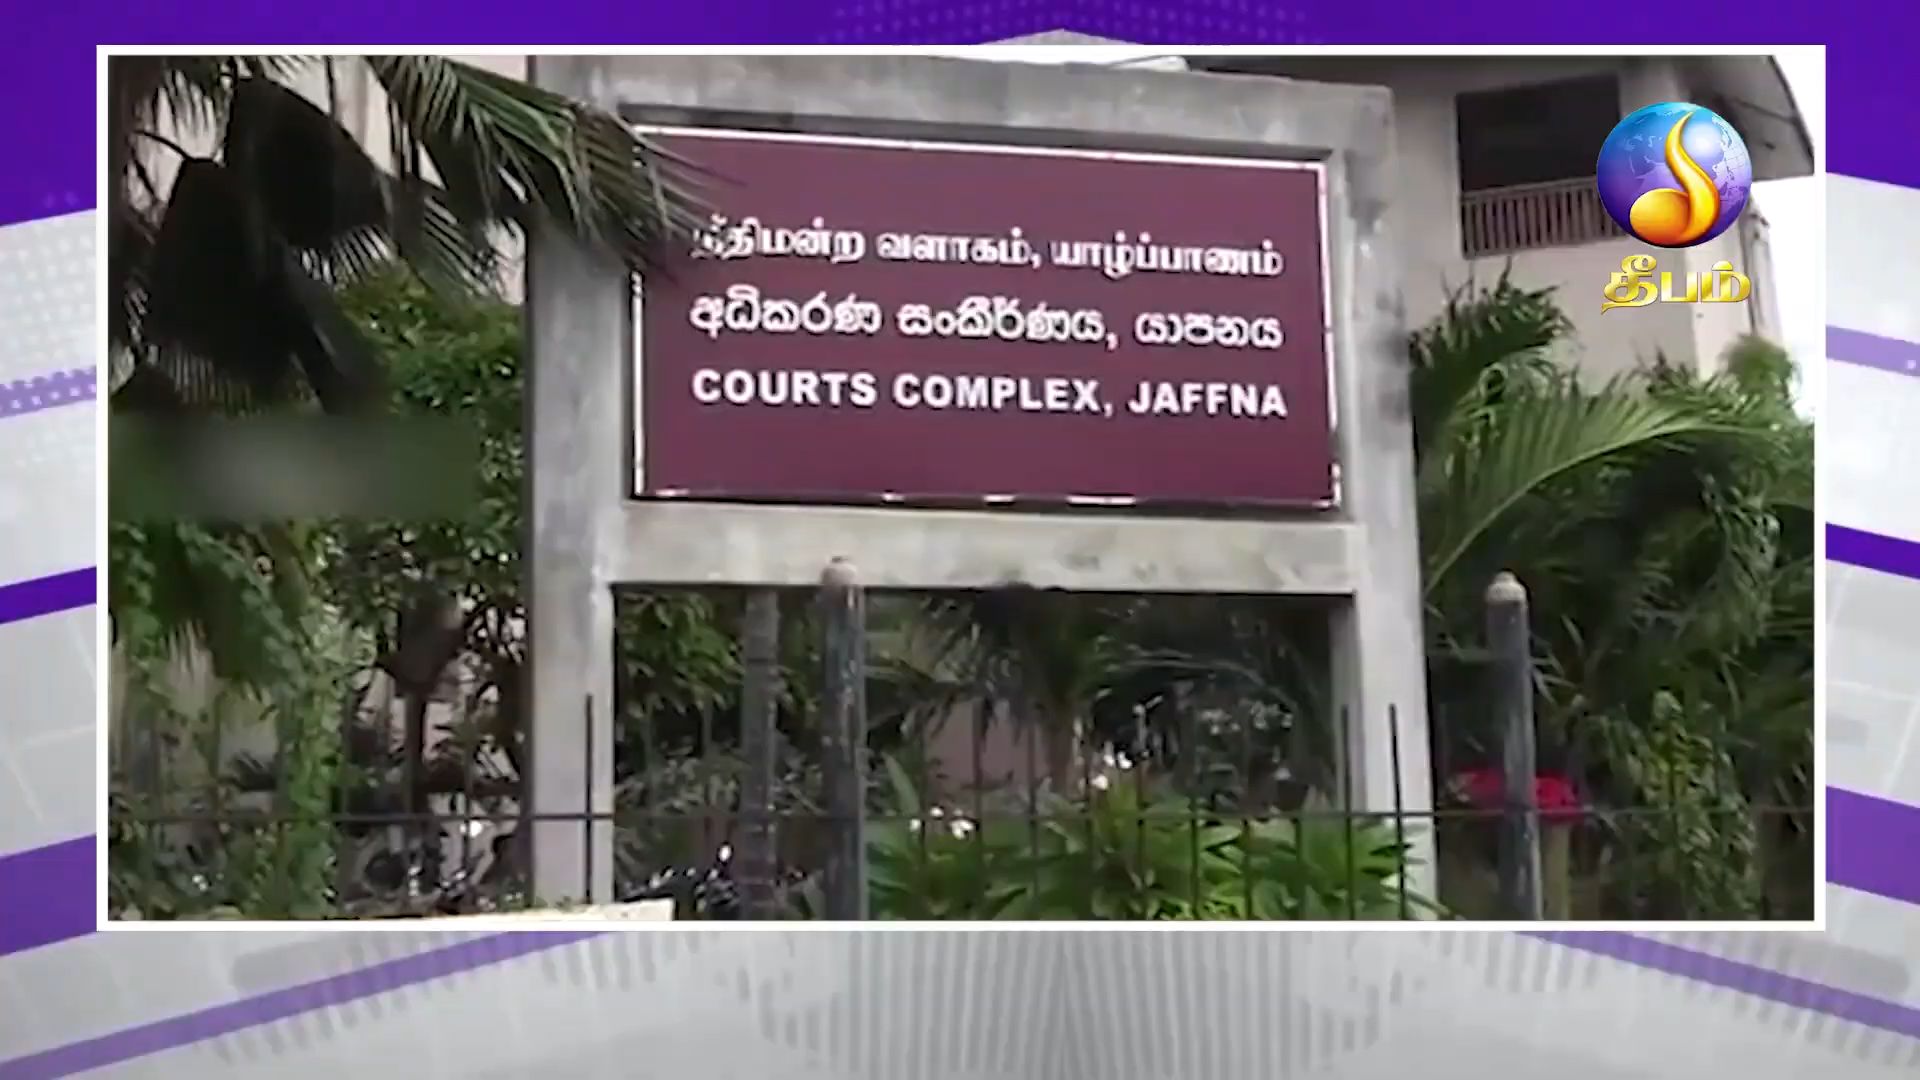 நீதிமன்ற வளாகம், யாழ்ப்பாணம்
අධිකරණ සංකීර්ණය, යාපනය
COURTS COMPLEX, JAFFNA
தீபம்